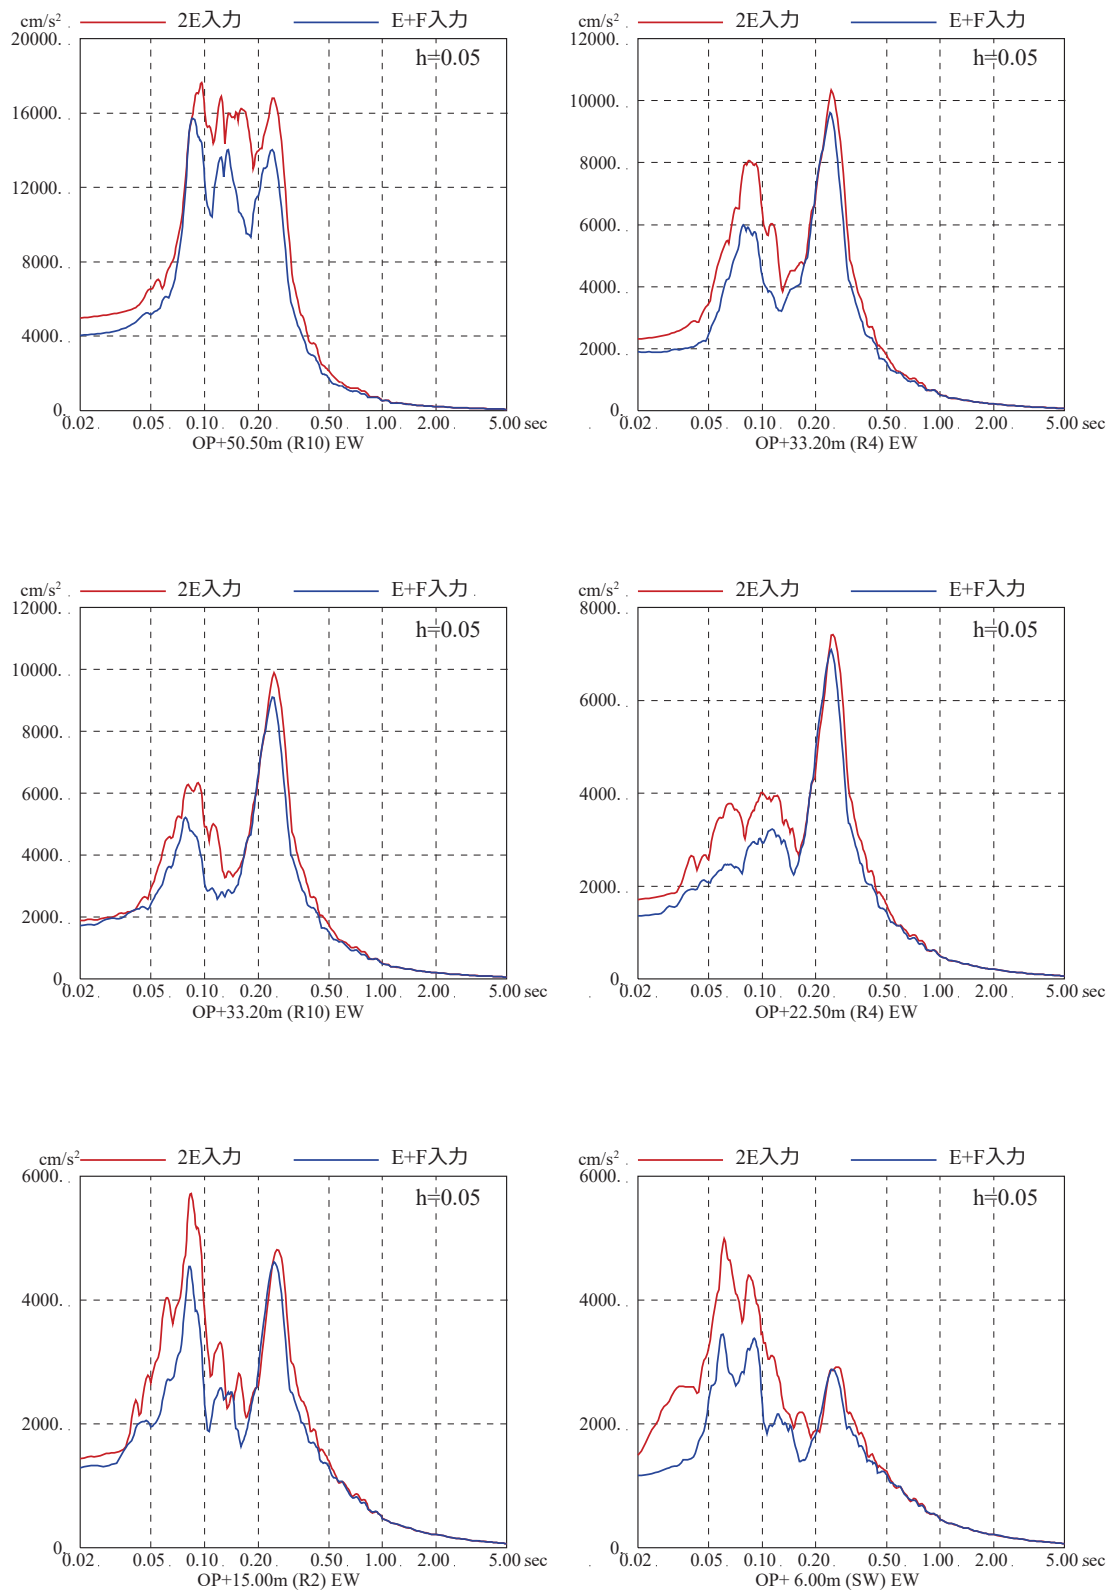 cm/s² 2E入力 E+F入力
20000.
h=0.05
16000.
12000.
8000.
4000.
0.
0.02 0.05 0.10 0.20 0.50 1.00 2.00 5.00 sec
OP+50.50m (R10) EW
cm/s² 2E入力 E+F入力
12000.
h=0.05
10000.
8000.
6000.
4000.
2000.
0.
0.02 0.05 0.10 0.20 0.50 1.00 2.00 5.00 sec
OP+33.20m (R4) EW
cm/s² 2E入力 E+F入力
12000.
h=0.05
10000.
8000.
6000.
4000.
2000.
0.
0.02 0.05 0.10 0.20 0.50 1.00 2.00 5.00 sec
OP+33.20m (R10) EW
cm/s² 2E入力 E+F入力
8000.
h=0.05
6000.
4000.
2000.
0.
0.02 0.05 0.10 0.20 0.50 1.00 2.00 5.00 sec
OP+22.50m (R4) EW
cm/s² 2E入力 E+F入力
6000.
h=0.05
4000.
2000.
0.
0.02 0.05 0.10 0.20 0.50 1.00 2.00 5.00 sec
OP+15.00m (R2) EW
cm/s² 2E入力 E+F入力
6000.
h=0.05
4000.
2000.
0.
0.02 0.05 0.10 0.20 0.50 1.00 2.00 5.00 sec
OP+ 6.00m (SW) EW